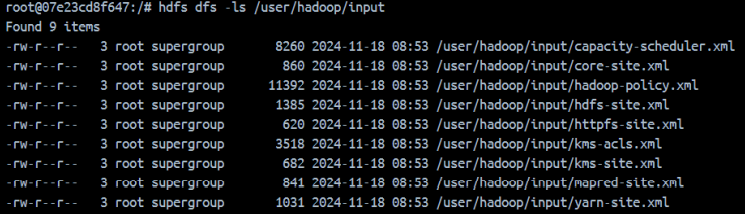 root@07e23cd8f647:/# hdfs dfs -ls /user/hadoop/input
Found 9 items
-rw-r--r--   3 root supergroup       8260 2024-11-18 08:53 /user/hadoop/input/capacity-scheduler.xml
-rw-r--r--   3 root supergroup        860 2024-11-18 08:53 /user/hadoop/input/core-site.xml
-rw-r--r--   3 root supergroup      11392 2024-11-18 08:53 /user/hadoop/input/hadoop-policy.xml
-rw-r--r--   3 root supergroup       1385 2024-11-18 08:53 /user/hadoop/input/hdfs-site.xml
-rw-r--r--   3 root supergroup        620 2024-11-18 08:53 /user/hadoop/input/httpfs-site.xml
-rw-r--r--   3 root supergroup       3518 2024-11-18 08:53 /user/hadoop/input/kms-acls.xml
-rw-r--r--   3 root supergroup        682 2024-11-18 08:53 /user/hadoop/input/kms-site.xml
-rw-r--r--   3 root supergroup        841 2024-11-18 08:53 /user/hadoop/input/mapred-site.xml
-rw-r--r--   3 root supergroup       1031 2024-11-18 08:53 /user/hadoop/input/yarn-site.xml